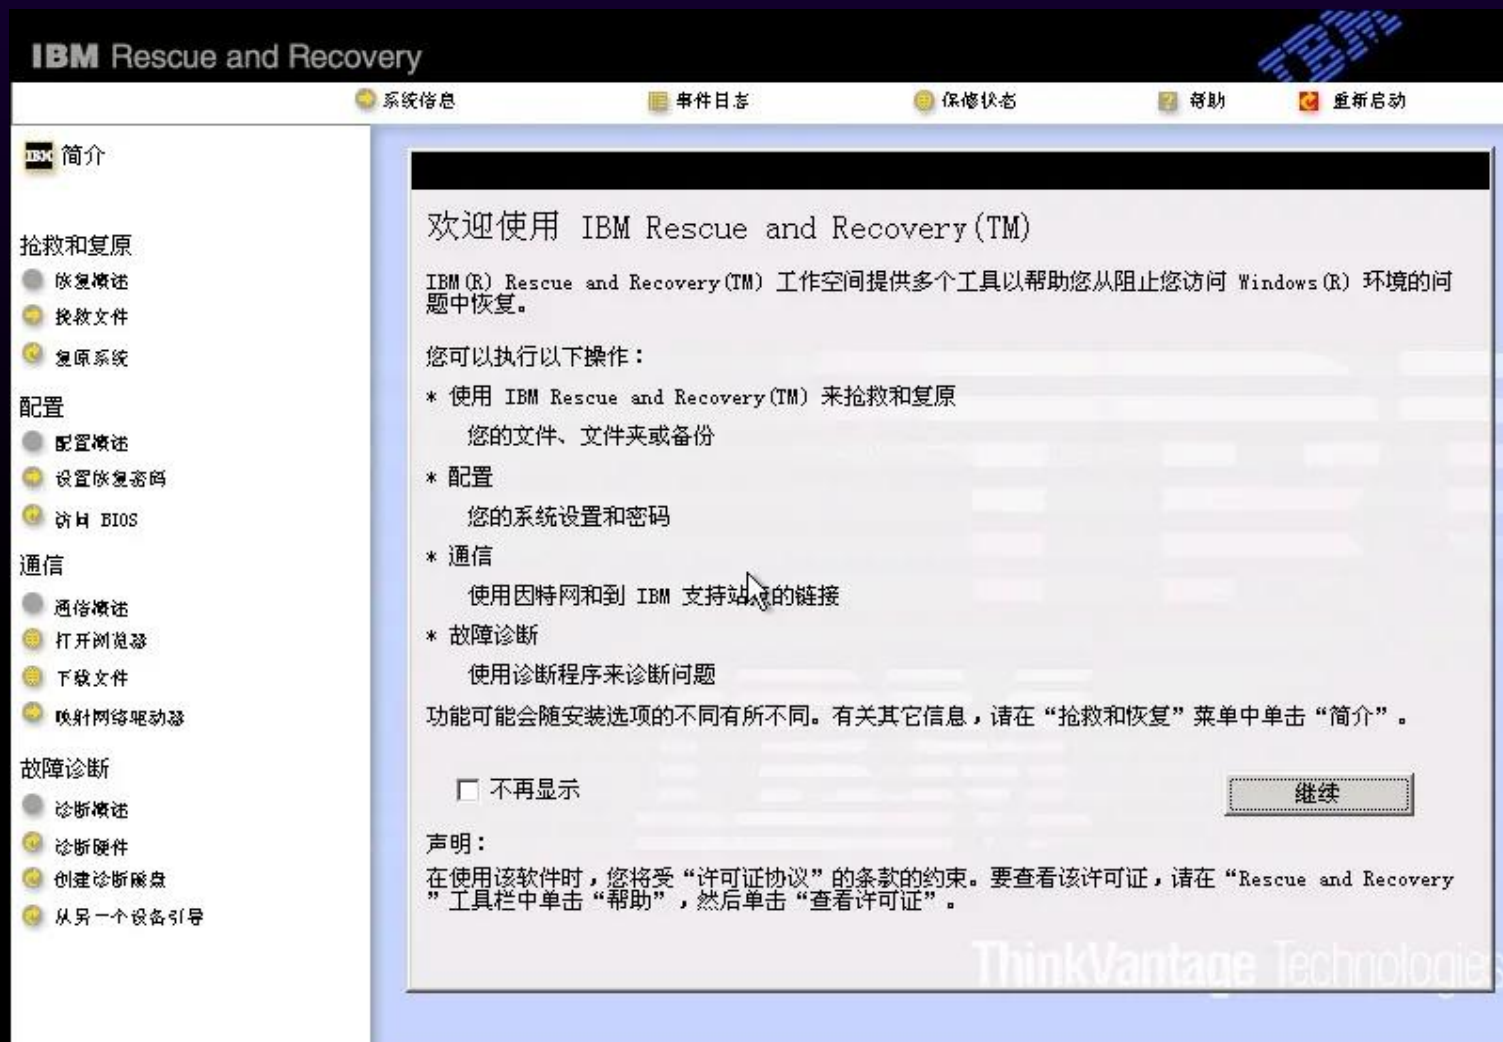 IBM Rescue and Recovery
IBM
系统信息
事件日志
保修状态
帮助
重新启动
IBM 简介
抢救和复原
恢复概述
挽救文件
复原系统
配置
配置概述
设置恢复密码
访问 BIOS
通信
通信概述
打开浏览器
下载文件
映射网络驱动器
故障诊断
诊断概述
诊断硬件
创建诊断磁盘
从另一个设备引导
欢迎使用 IBM Rescue and Recovery(TM)
IBM(R) Rescue and Recovery(TM) 工作空间提供多个工具以帮助您从阻止您访问 Windows(R) 环境的问
题中恢复。
您可以执行以下操作：
* 使用 IBM Rescue and Recovery(TM) 来抢救和复原
您的文件、文件夹或备份
* 配置
您的系统设置和密码
* 通信
使用因特网和到 IBM 支持站点的链接
* 故障诊断
使用诊断程序来诊断问题
功能可能会随安装选项的不同有所不同。有关其它信息，请在“抢救和恢复”菜单中单击“简介”。
不再显示
继续
声明：
在使用该软件时，您将受“许可证协议”的条款的约束。要查看该许可证，请在“Rescue and Recovery
”工具栏中单击“帮助”，然后单击“查看许可证”。
ThinkVantage Technologies